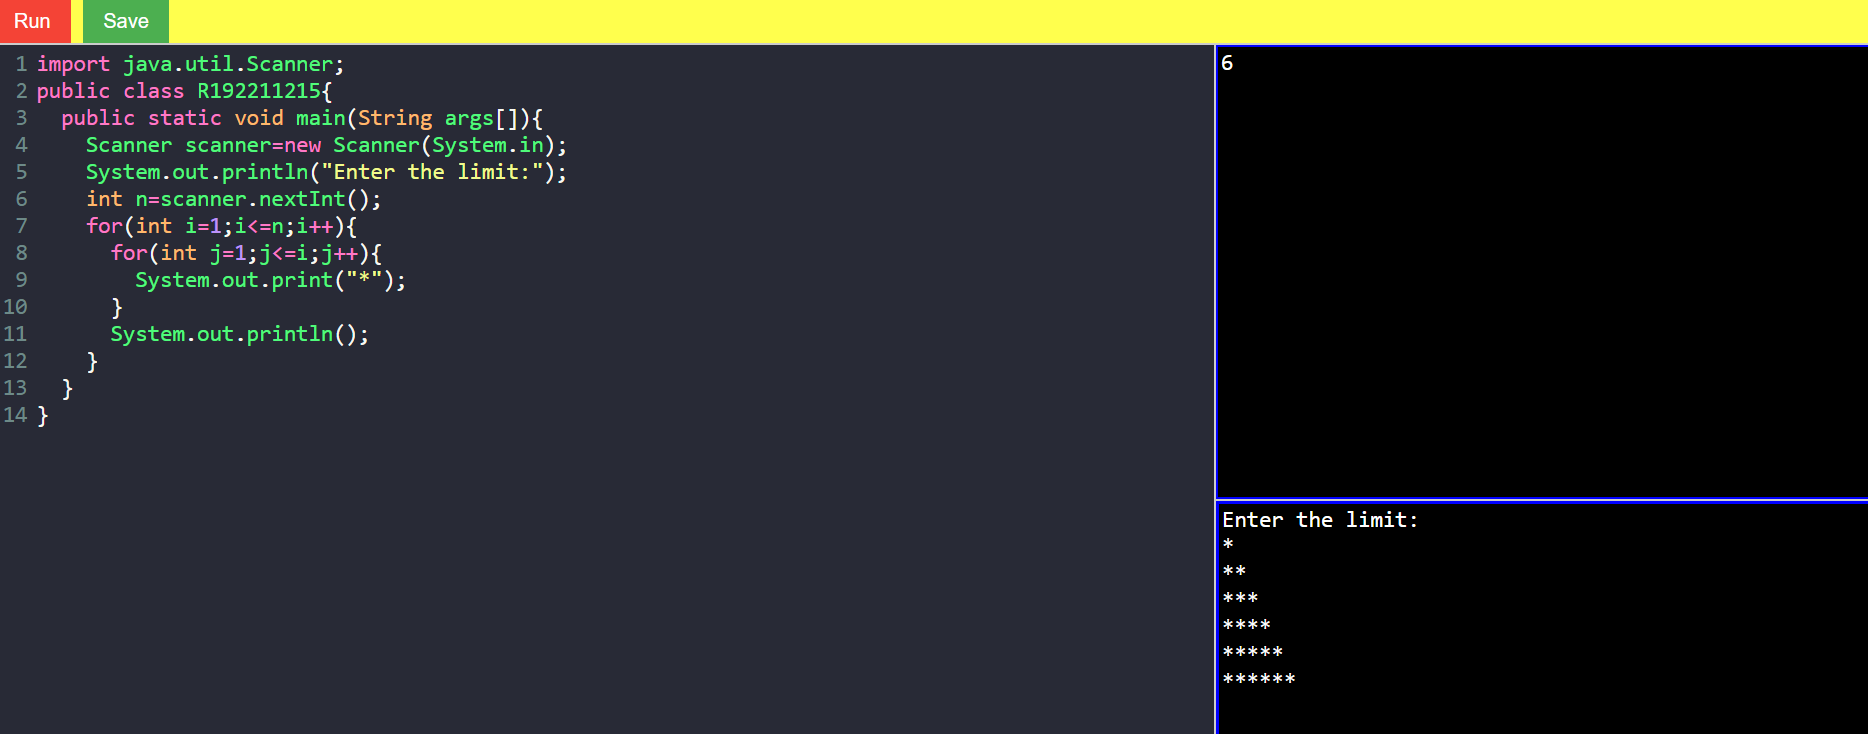 Run Save
1 import java.util.Scanner;
2 public class R192211215{
3   public static void main(String args[]){
4     Scanner scanner=new Scanner(System.in);
5     System.out.println("Enter the limit:");
6     int n=scanner.nextInt();
7     for(int i=1;i<=n;i++){
8       for(int j=1;j<=i;j++){
9         System.out.print("*");
10       }
11       System.out.println();
12     }
13   }
14 }
6
Enter the limit:
*
**
***
****
*****
******